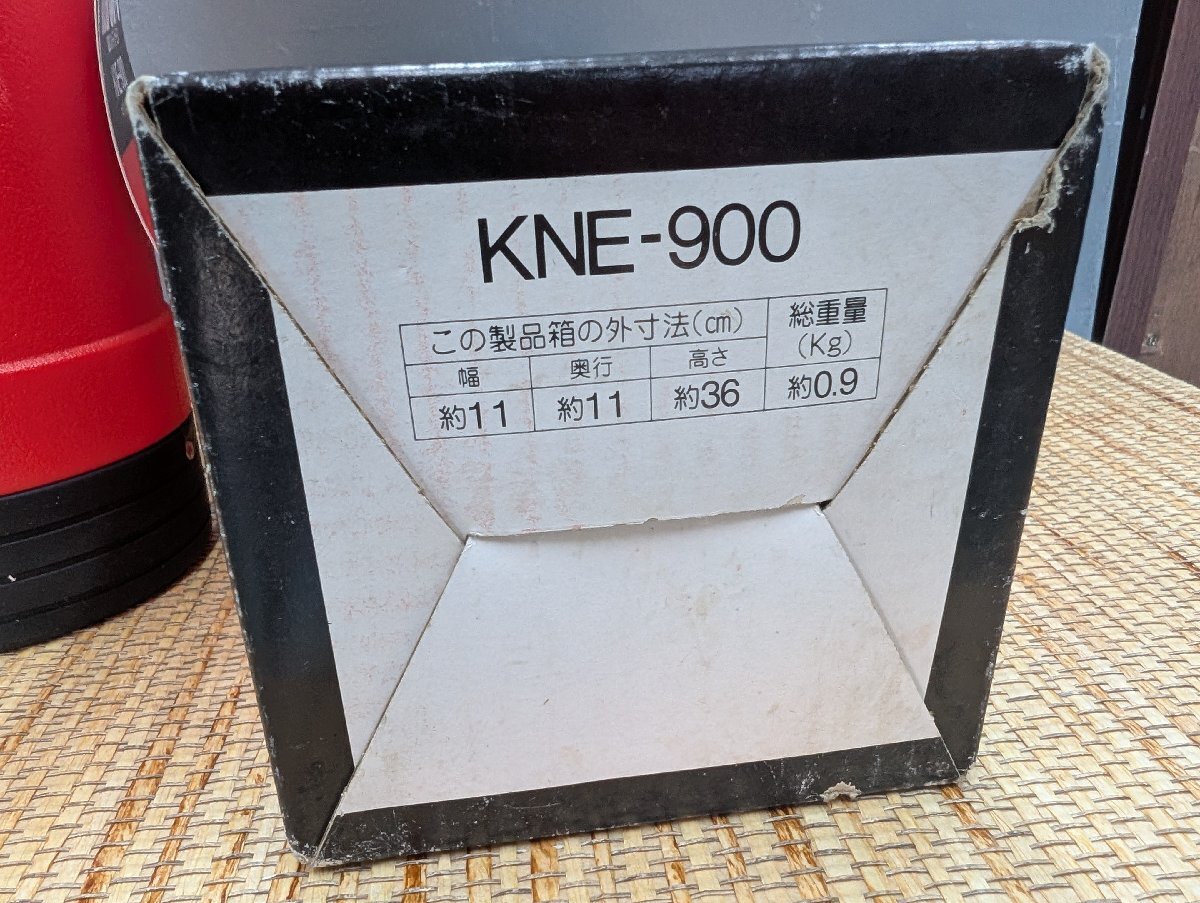 KNE-900
この製品箱の外寸法(cm) 総重量(Kg)
幅 奥行 高さ
約11 約11 約36 約0.9